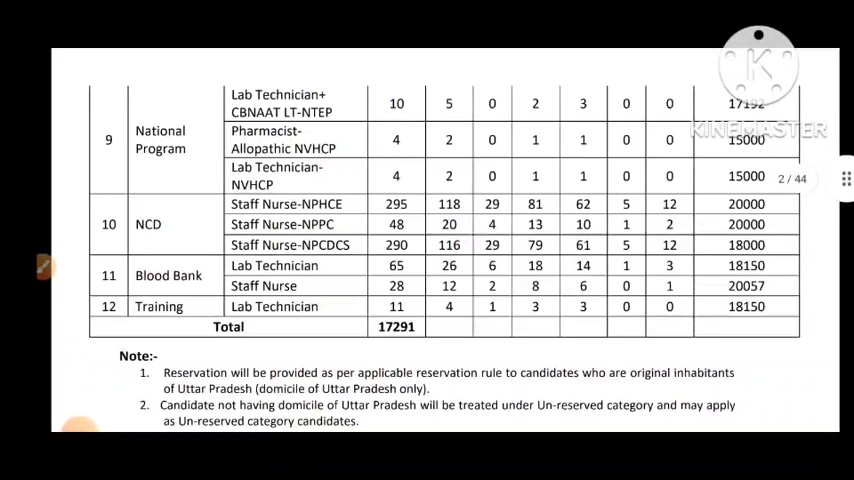 Lab Technician+
CBNAAT LT-NTEP 10 5 0 2 3 0 0 17192
9 National Program Pharmacist-
Allopathic NVHCP 4 2 0 1 1 0 0 15000
Lab Technician-
NVHCP 4 2 0 1 1 0 0 15000
KINEMASTER
2 / 44
10 NCD Staff Nurse-NPHCE 295 118 29 81 62 5 12 20000
Staff Nurse-NPPC 48 20 4 13 10 1 2 20000
Staff Nurse-NPCDCS 290 116 29 79 61 5 12 18000
11 Blood Bank Lab Technician 65 26 6 18 14 1 3 18150
Staff Nurse 28 12 2 8 6 0 1 20057
12 Training Lab Technician 11 4 1 3 3 0 0 18150
Total 17291
Note:-
1. Reservation will be provided as per applicable reservation rule to candidates who are original inhabitants
of Uttar Pradesh (domicile of Uttar Pradesh only).
2. Candidate not having domicile of Uttar Pradesh will be treated under Un-reserved category and may apply
as Un-reserved category candidates.